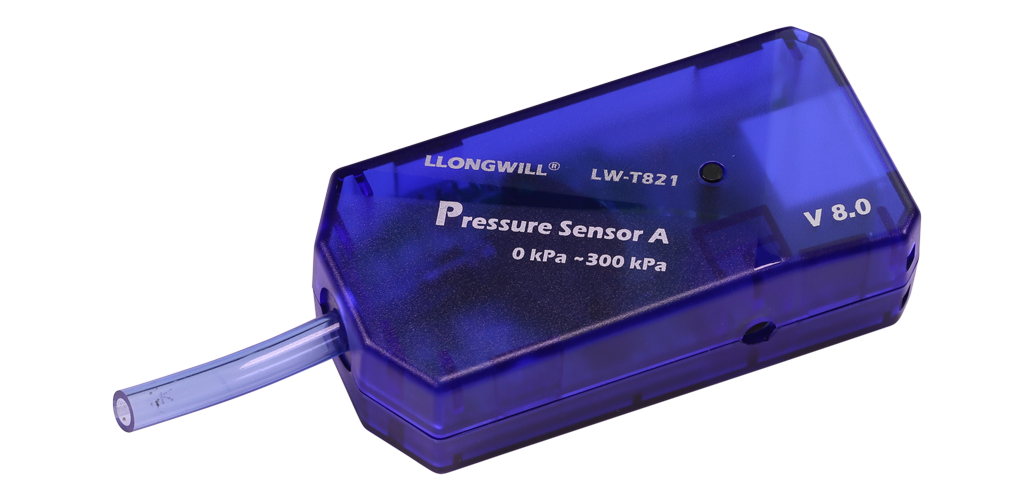 LLONGWILL® LW-T821
Pressure Sensor A
0 kPa ~300 kPa
V 8.0